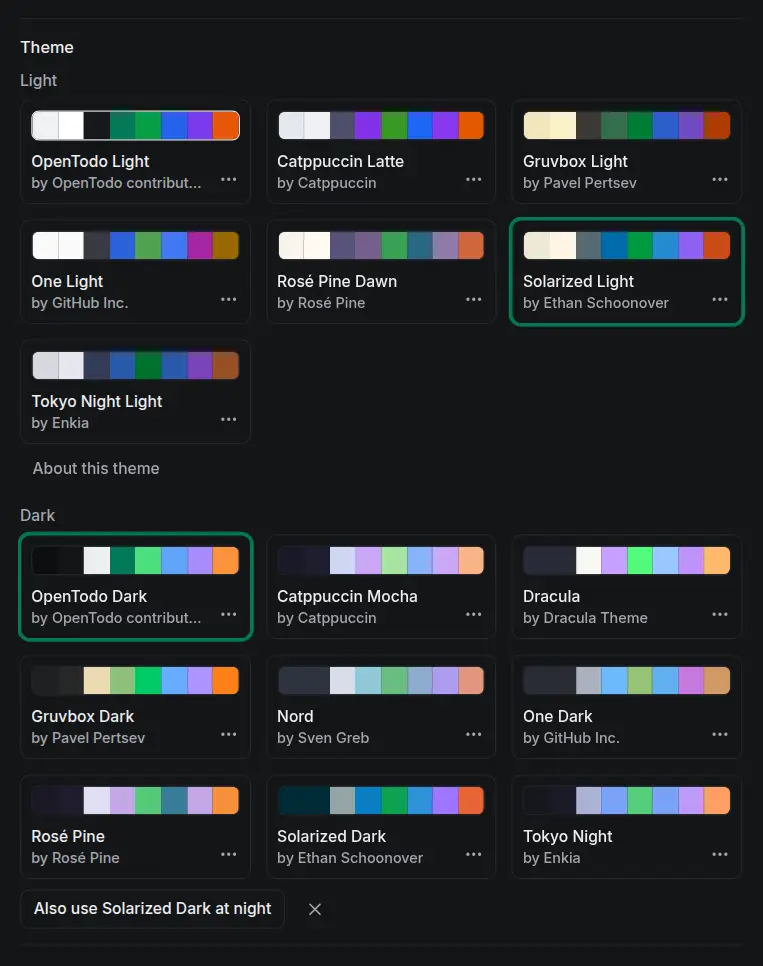 Theme
Light
OpenTodo Light
by OpenTodo contribut...
Catppuccin Latte
by Catppuccin
Gruvbox Light
by Pavel Pertsev
One Light
by GitHub Inc.
Rosé Pine Dawn
by Rosé Pine
Solarized Light
by Ethan Schoonover
Tokyo Night Light
by Enkia
About this theme
Dark
OpenTodo Dark
by OpenTodo contribut...
Catppuccin Mocha
by Catppuccin
Dracula
by Dracula Theme
Gruvbox Dark
by Pavel Pertsev
Nord
by Sven Greb
One Dark
by GitHub Inc.
Rosé Pine
by Rosé Pine
Solarized Dark
by Ethan Schoonover
Tokyo Night
by Enkia
Also use Solarized Dark at night